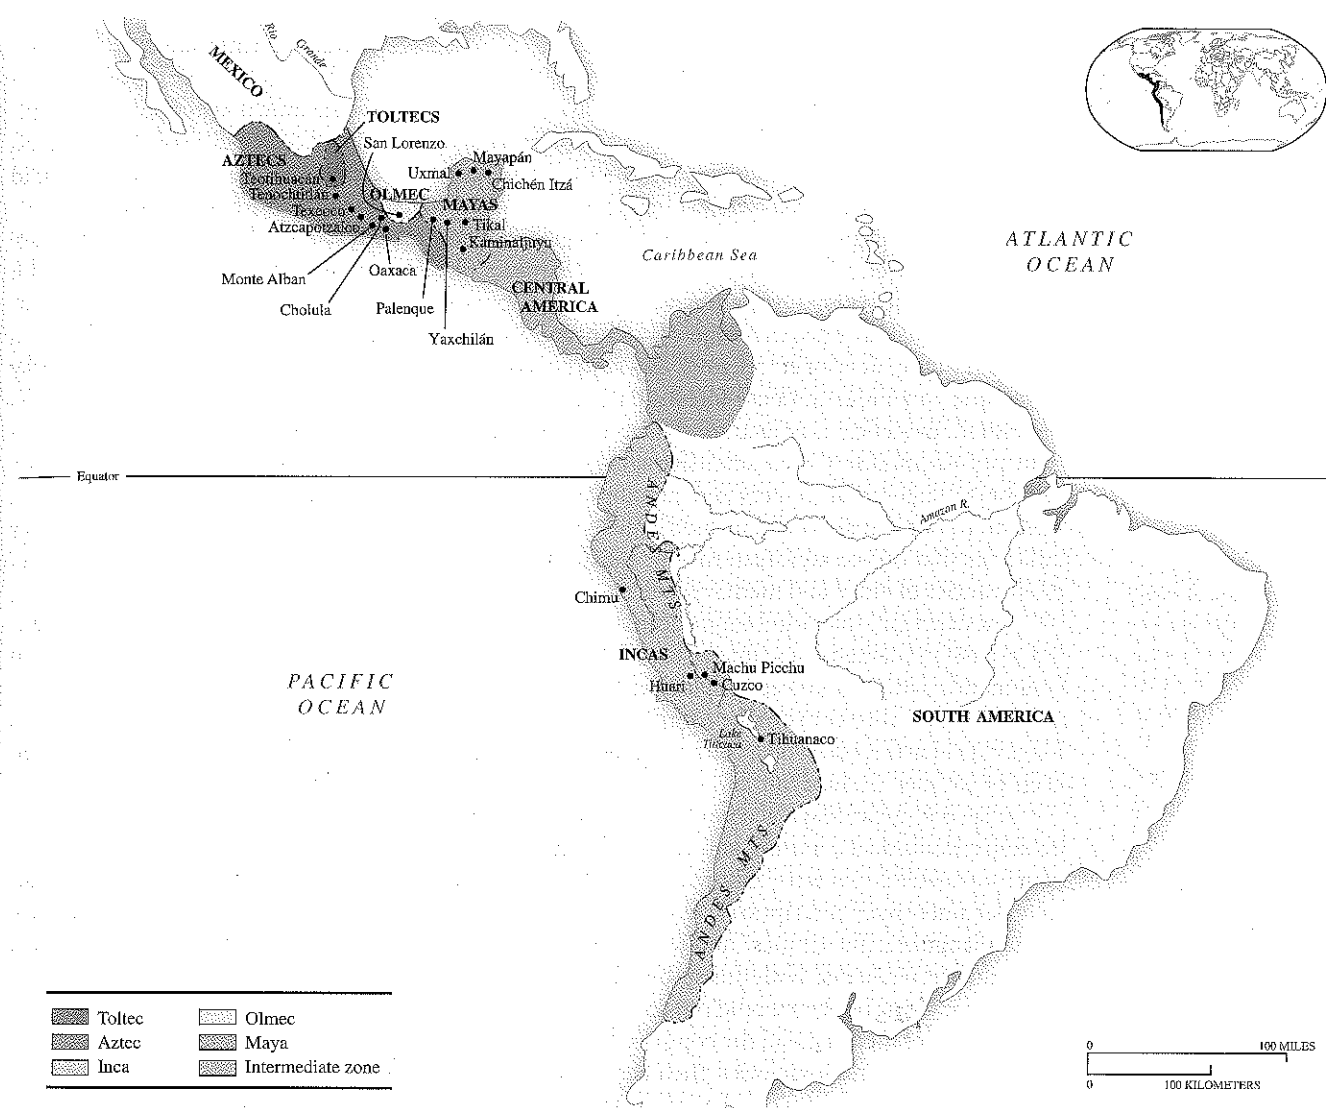 Rio
Grande
MEXICO
TOLTECS
San Lorenzo
AZTECS
Mayapán
Uxmal
Chichén Itzá
Teotihuacán
Tenochtitlán
OLMEC
MAYAS
Texcoco
Atzcapotzalco
Tikal
Kaminaljuyu
Monte Alban
Oaxaca
Cholula
Palenque
Yaxchilán
CENTRAL
AMERICA
Caribbean Sea
ATLANTIC
OCEAN
Equator
ANDES MTS
Amazon R.
Chimu
INCAS
Machu Picchu
Huari
Cuzco
PACIFIC
OCEAN
SOUTH AMERICA
Lake
Titicaca
Tihuanaco
ANDES MTS
Toltec
Aztec
Inca
Olmec
Maya
Intermediate zone
0 100 MILES
0 100 KILOMETERS